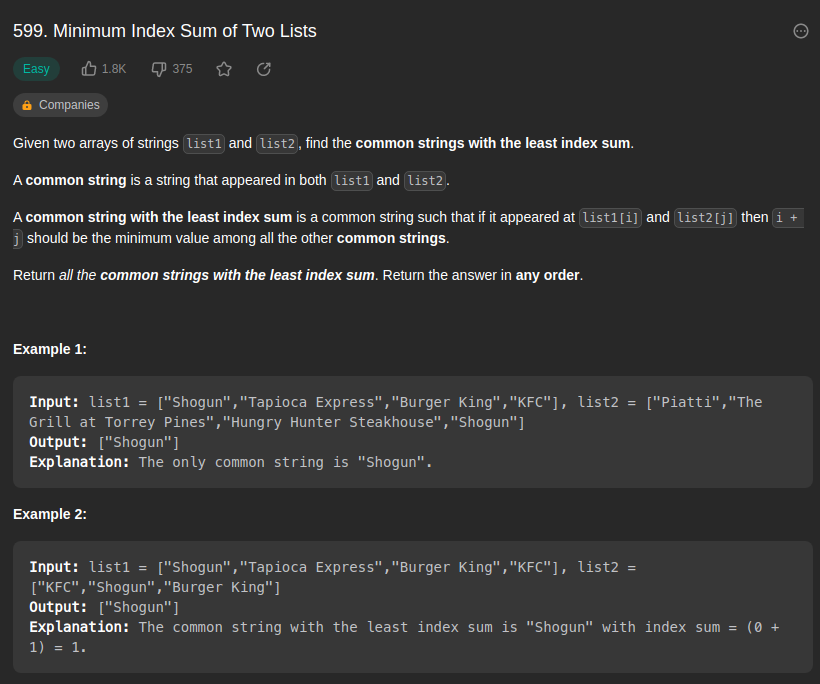 599. Minimum Index Sum of Two Lists
Easy 1.8K 375
Companies
Given two arrays of strings list1 and list2, find the common strings with the least index sum.
A common string is a string that appeared in both list1 and list2.
A common string with the least index sum is a common string such that if it appeared at list1[i] and list2[j] then i +
j should be the minimum value among all the other common strings.
Return all the common strings with the least index sum. Return the answer in any order.
Example 1:
Input: list1 = ["Shogun","Tapioca Express","Burger King","KFC"], list2 = ["Piatti","The
Grill at Torrey Pines","Hungry Hunter Steakhouse","Shogun"]
Output: ["Shogun"]
Explanation: The only common string is "Shogun".
Example 2:
Input: list1 = ["Shogun","Tapioca Express","Burger King","KFC"], list2 =
["KFC","Shogun","Burger King"]
Output: ["Shogun"]
Explanation: The common string with the least index sum is "Shogun" with index sum = (0 +
1) = 1.